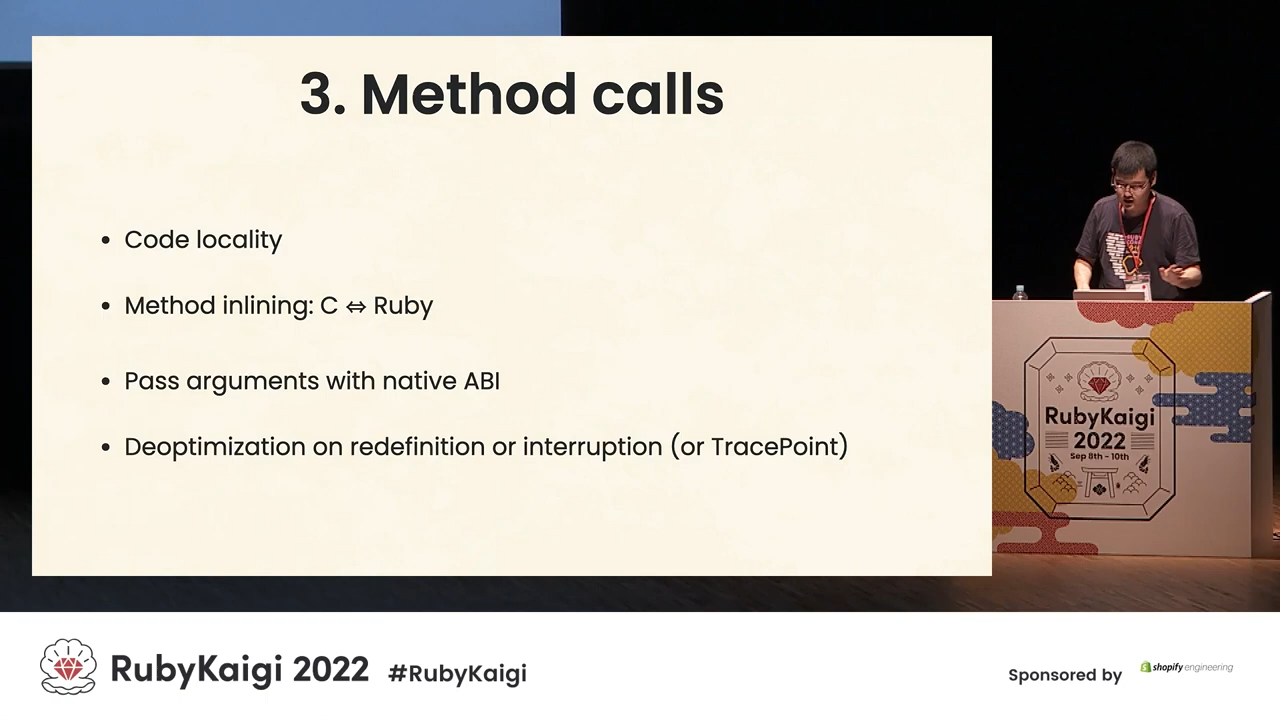 3. Method calls
• Code locality
• Method inlining: C ⇔ Ruby
• Pass arguments with native ABI
• Deoptimization on redefinition or interruption (or TracePoint)
RubyKaigi
2022
Sep 8th - 10th
RubyKaigi 2022 #RubyKaigi
Sponsored by shopify engineering